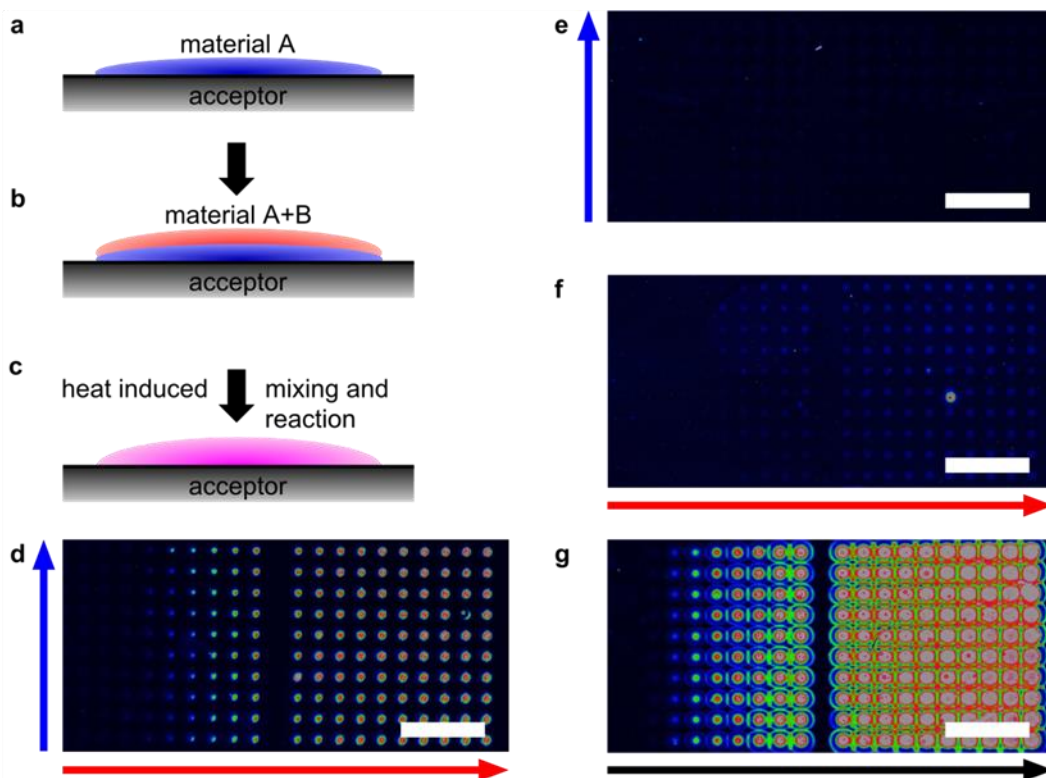 a
material A
acceptor
b
material A+B
acceptor
c
heat induced
mixing and
reaction
acceptor
d
e
f
g